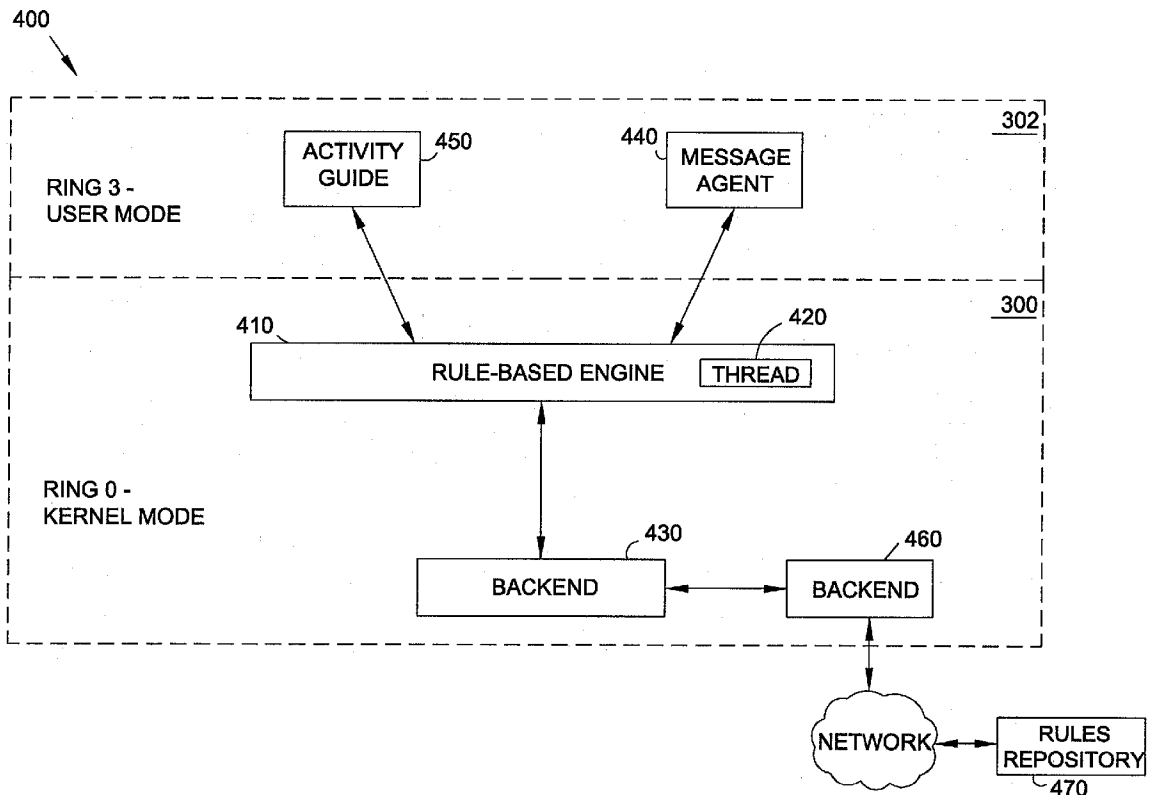 400
302
ACTIVITY
GUIDE
450
440
MESSAGE
AGENT
RING 3 -
USER MODE
300
410
420
RULE-BASED ENGINE
THREAD
RING 0 -
KERNEL MODE
430
460
BACKEND
BACKEND
NETWORK
RULES
REPOSITORY
470